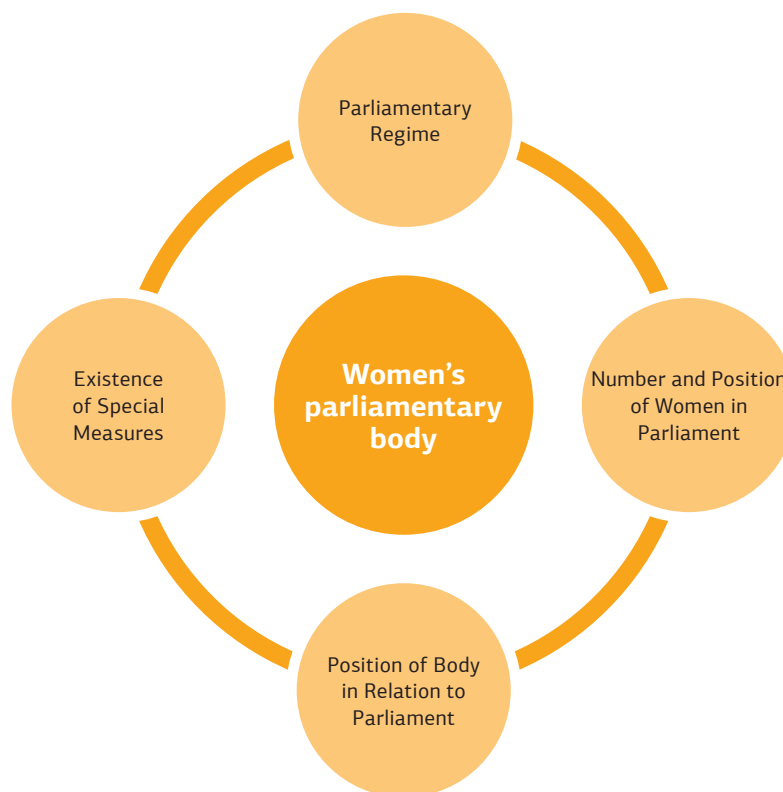 Parliamentary
Regime
Existence
of Special
Measures
Women’s
parliamentary
body
Number and Position
of Women in
Parliament
Position of Body
in Relation to
Parliament